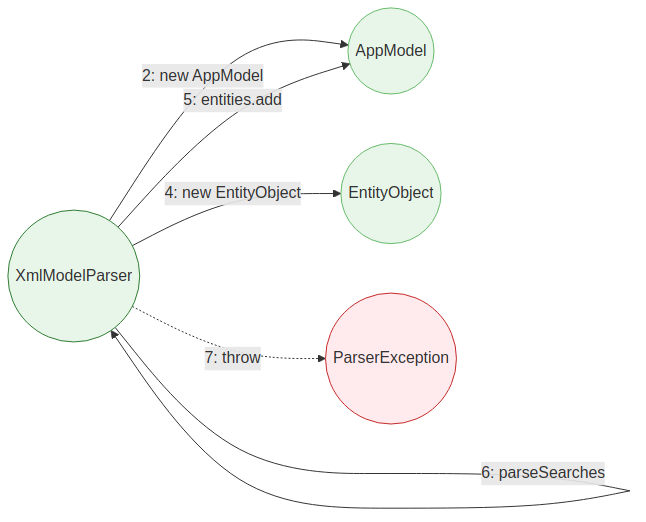 AppModel
2: new AppModel
5: entities.add
4: new EntityObject
EntityObject
XmlModelParser
7: throw
ParserException
6: parseSearches